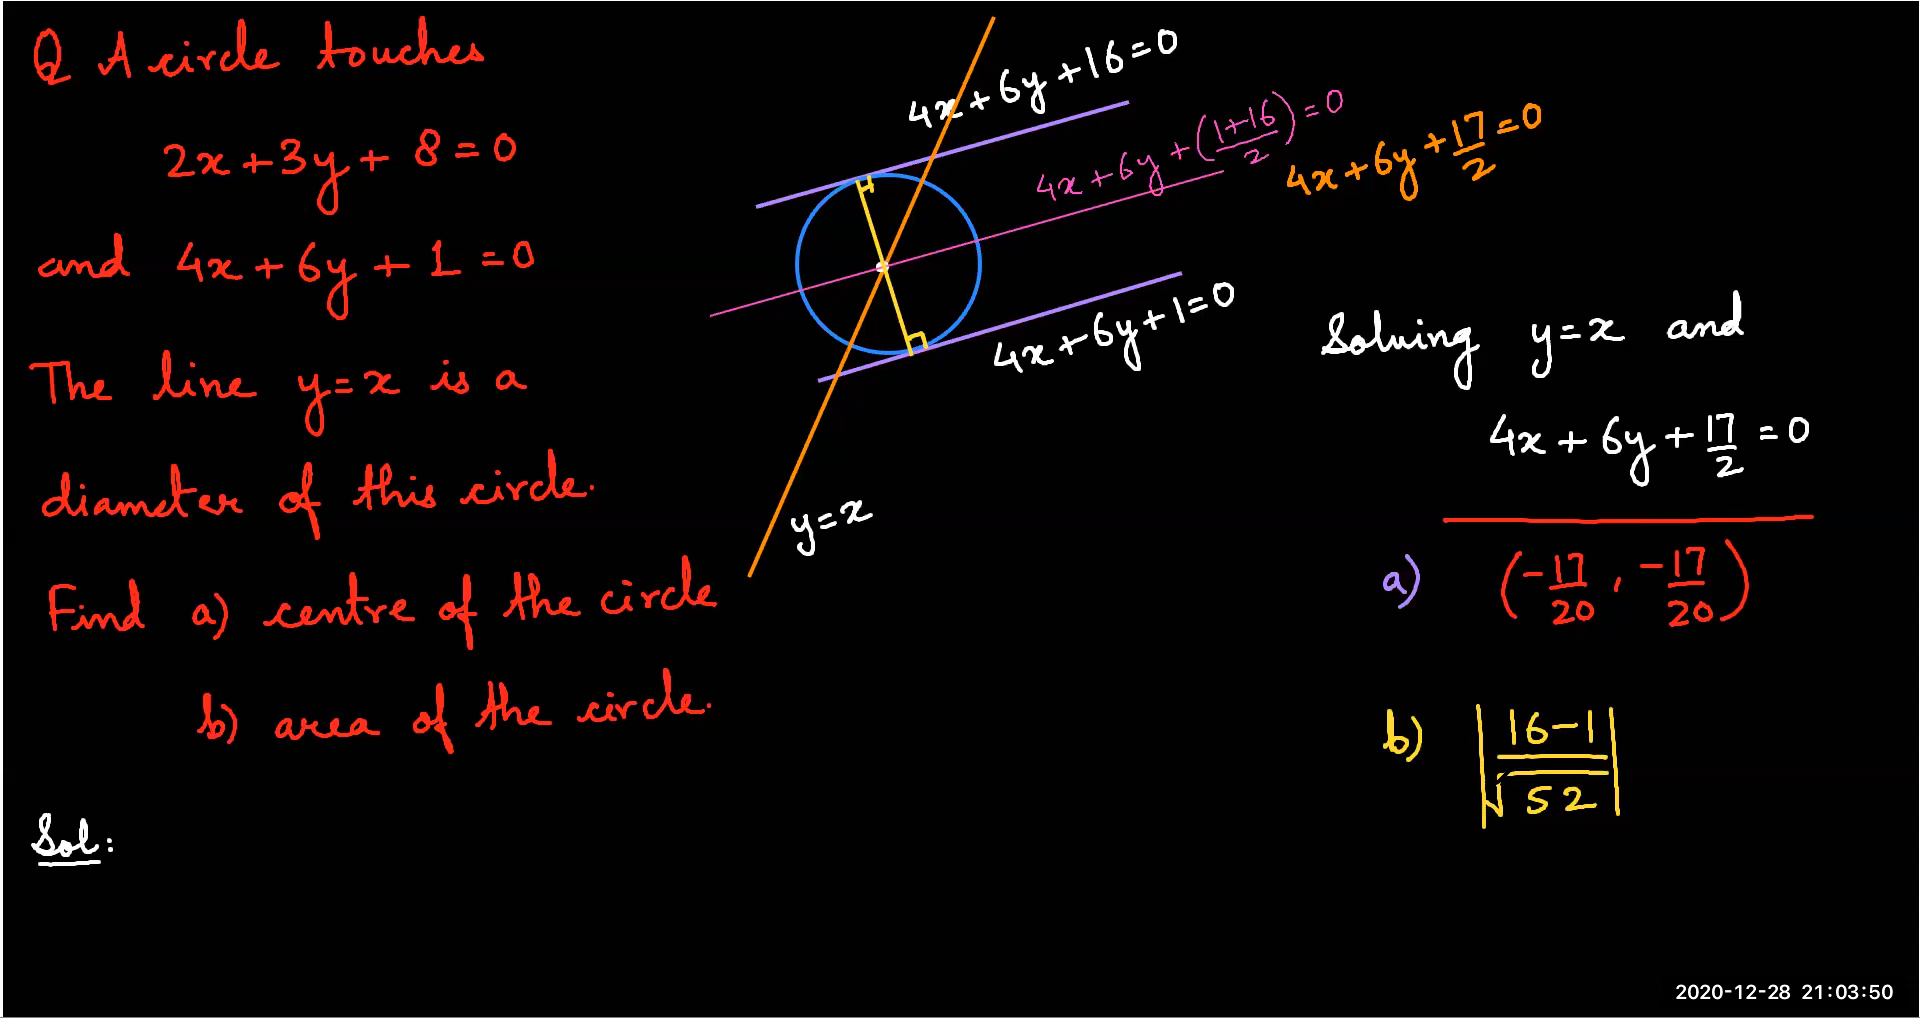 Q A circle touches
2x+3y+8=0
and 4x+6y+1=0
The line y=x is a
diameter of this circle.
Find a) centre of the circle
b) area of the circle.
Sol:
4x+6y+16=0
4x+6y+(1+16/2)=0
4x+6y+17/2=0
4x+6y+1=0
y=x
Solving y=x and
4x+6y+17/2=0
a) (-17/20, -17/20)
b) |16-1/√52|
2020-12-28 21:03:50